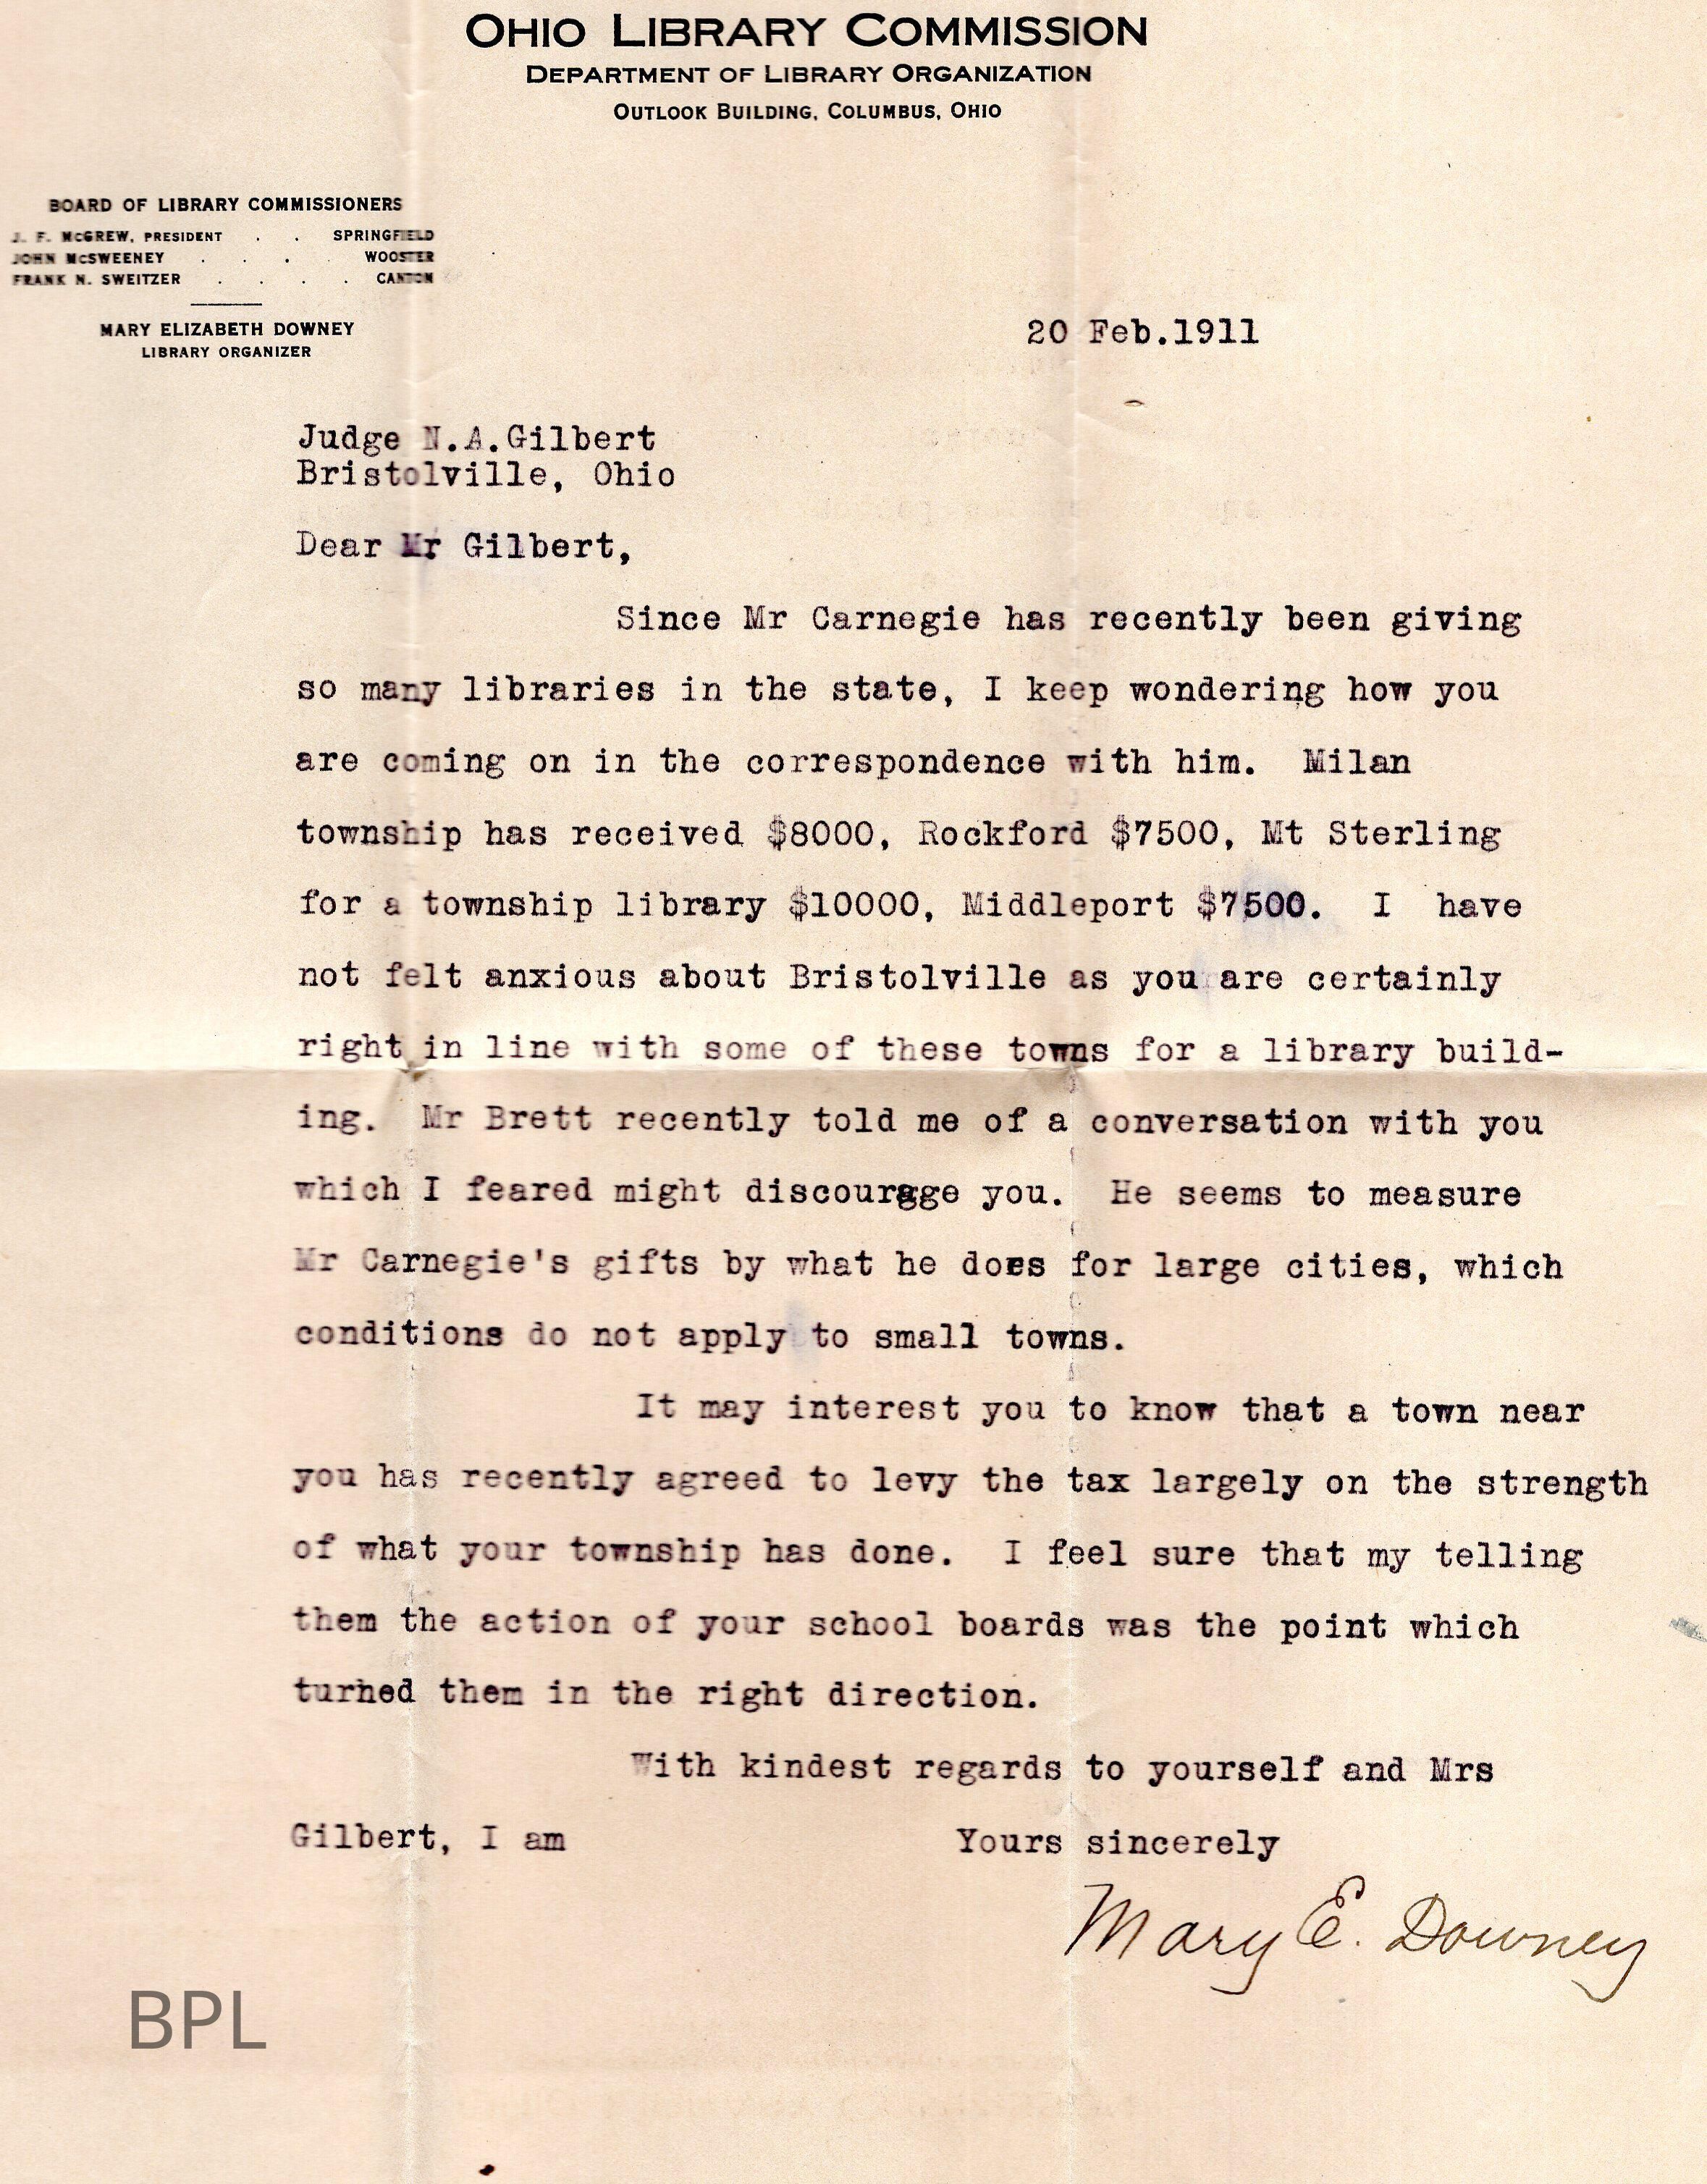 OHIO LIBRARY COMMISSION
DEPARTMENT OF LIBRARY ORGANIZATION
OUTLOOK BUILDING, COLUMBUS, OHIO
BOARD OF LIBRARY COMMISSIONERS
J. F. McGREW, PRESIDENT . . SPRINGFIELD
JOHN McSWEENEY . . . . WOOSTER
FRANK N. SWEITZER . . . . CANTON
MARY ELIZABETH DOWNEY
LIBRARY ORGANIZER
20 Feb.1911
Judge N.A.Gilbert
Bristolville, Ohio
Dear Mr Gilbert,
Since Mr Carnegie has recently been giving
so many libraries in the state, I keep wondering how you
are coming on in the correspondence with him. Milan
township has received $8000, Rockford $7500, Mt Sterling
for a township library $10000, Middleport $7500. I have
not felt anxious about Bristolville as you are certainly
right in line with some of these towns for a library build-
ing. Mr Brett recently told me of a conversation with you
which I feared might discourage you. He seems to measure
Mr Carnegie's gifts by what he does for large cities, which
conditions do not apply to small towns.
It may interest you to know that a town near
you has recently agreed to levy the tax largely on the strength
of what your township has done. I feel sure that my telling
them the action of your school boards was the point which
turned them in the right direction.
With kindest regards to yourself and Mrs
Gilbert, I am Yours sincerely
Mary E. Downey
BPL